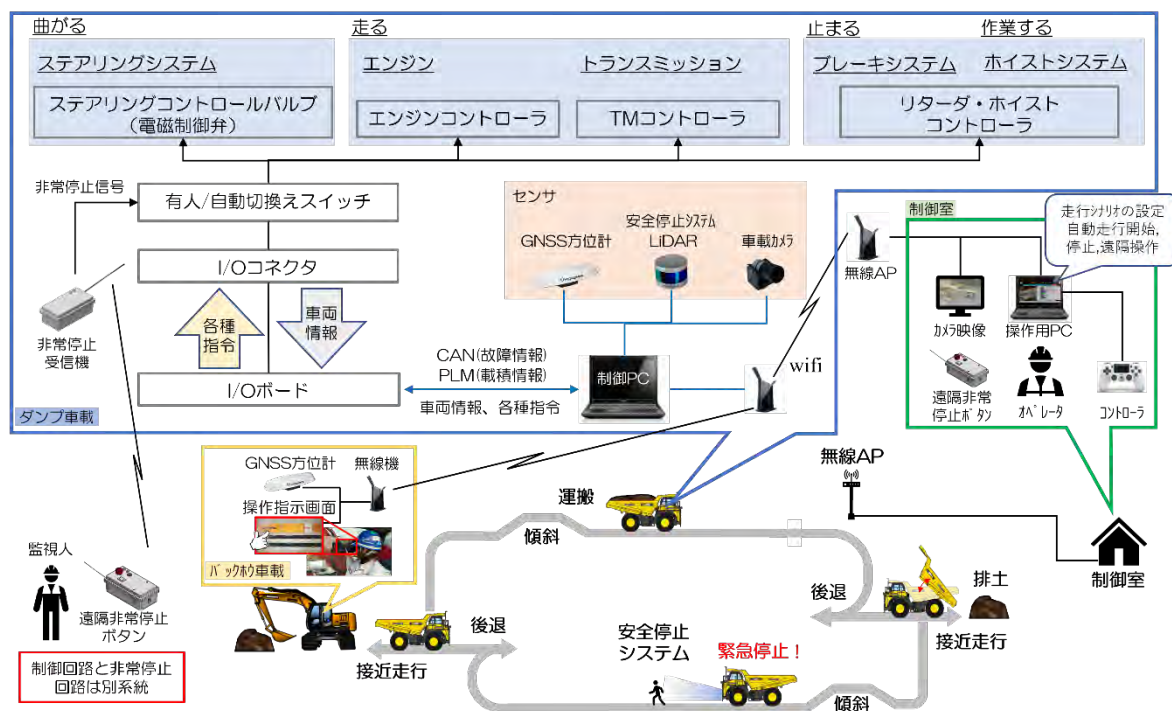 曲がる
ステアリングシステム
ステアリングコントロールバルブ
（電磁制御弁）
走る
エンジン
エンジンコントローラ
トランスミッション
TMコントローラ
止まる
作業する
ブレーキシステム
ホイストシステム
リターダ・ホイスト
コントローラ
非常停止信号
有人/自動切換えスイッチ
I/Oコネクタ
非常停止
受信機
各種
指令
車両
情報
I/Oボード
ダンプ車載
センサ
GNSS方位計
安全停止システム
LiDAR
車載カメラ
CAN(故障情報)
PLM(載積情報)
車両情報、各種指令
制御PC
wifi
無線AP
制御室
走行シナリオの設定
自動走行開始,
停止,遠隔操作
カメラ映像
操作用PC
遠隔非常
停止ボタン
オペレータ
コントローラ
GNSS方位計
無線機
操作指示画面
バックホウ車載
監視人
遠隔非常停止
ボタン
制御回路と非常停止
回路は別系統
運搬
傾斜
無線AP
制御室
後退
接近走行
後退
排土
接近走行
安全停止
システム
緊急停止！
傾斜